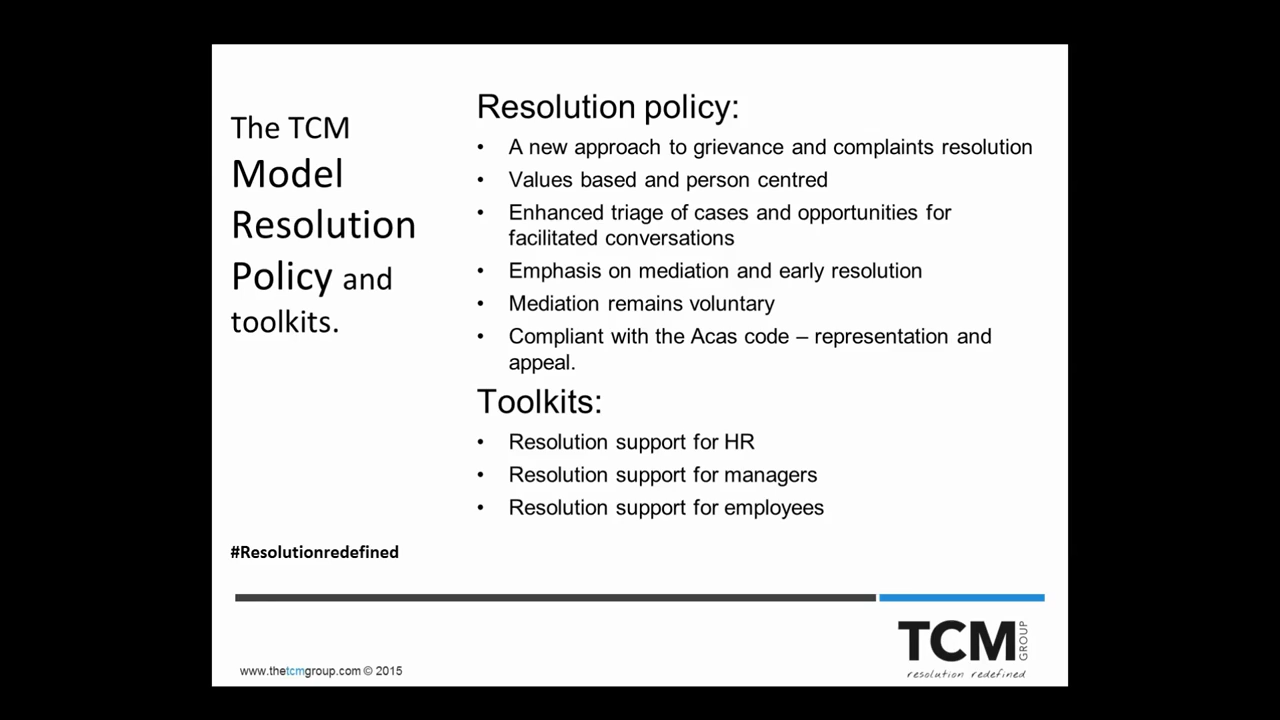 The TCM
Model
Resolution
Policy and
toolkits.
#Resolutionredefined
Resolution policy:
• A new approach to grievance and complaints resolution
• Values based and person centred
• Enhanced triage of cases and opportunities for
facilitated conversations
• Emphasis on mediation and early resolution
• Mediation remains voluntary
• Compliant with the Acas code – representation and
appeal.
Toolkits:
• Resolution support for HR
• Resolution support for managers
• Resolution support for employees
www.thetcmgroup.com © 2015
TCM
GROUP
resolution redefined